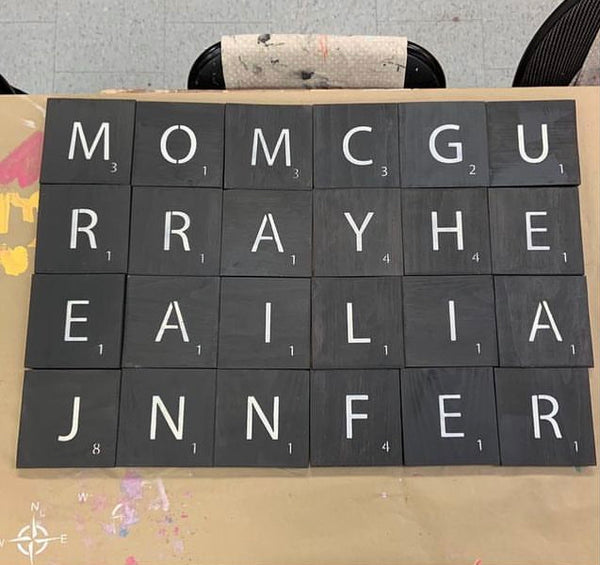 M3 O1 M3 C3 G2 U1
R1 R1 A1 Y4 H4 E1
E1 A1 I1 L1 I1 A1
J8 N1 N1 F4 E1 R1
N
W
W E